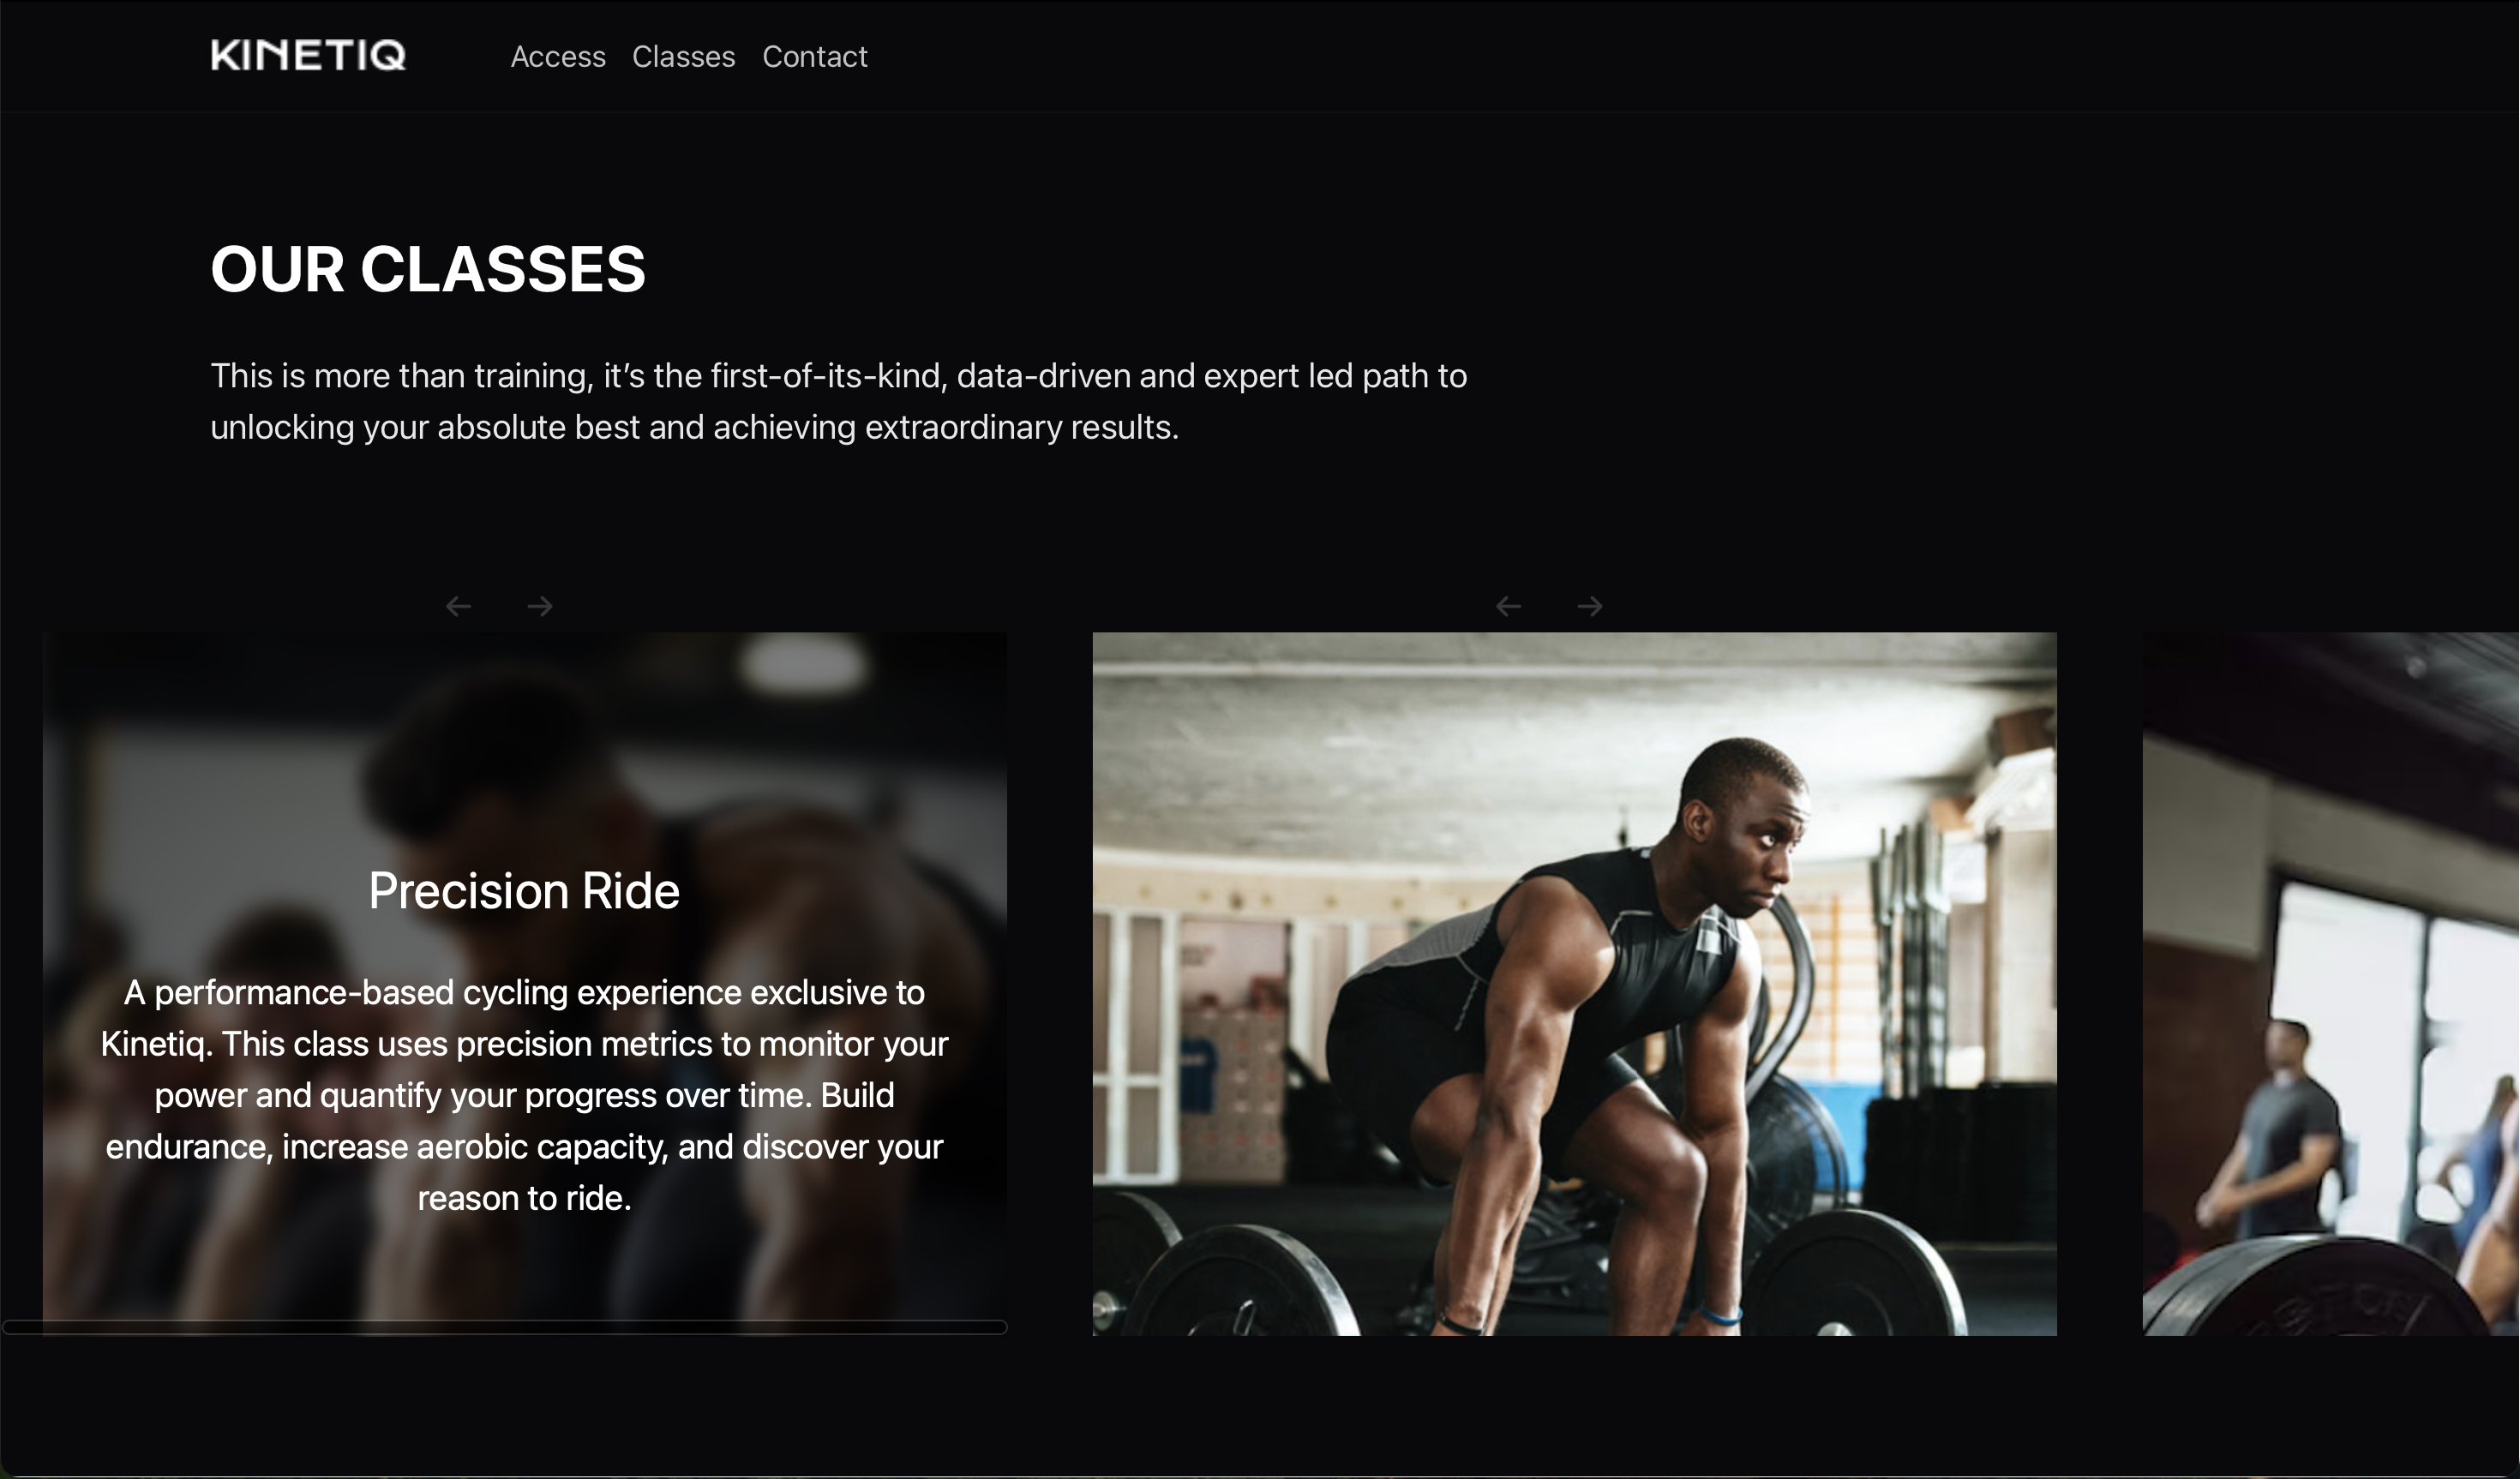 KINETIQ
Access Classes Contact
OUR CLASSES
This is more than training, it’s the first-of-its-kind, data-driven and expert led path to
unlocking your absolute best and achieving extraordinary results.
Precision Ride
A performance-based cycling experience exclusive to
Kinetiq. This class uses precision metrics to monitor your
power and quantify your progress over time. Build
endurance, increase aerobic capacity, and discover your
reason to ride.